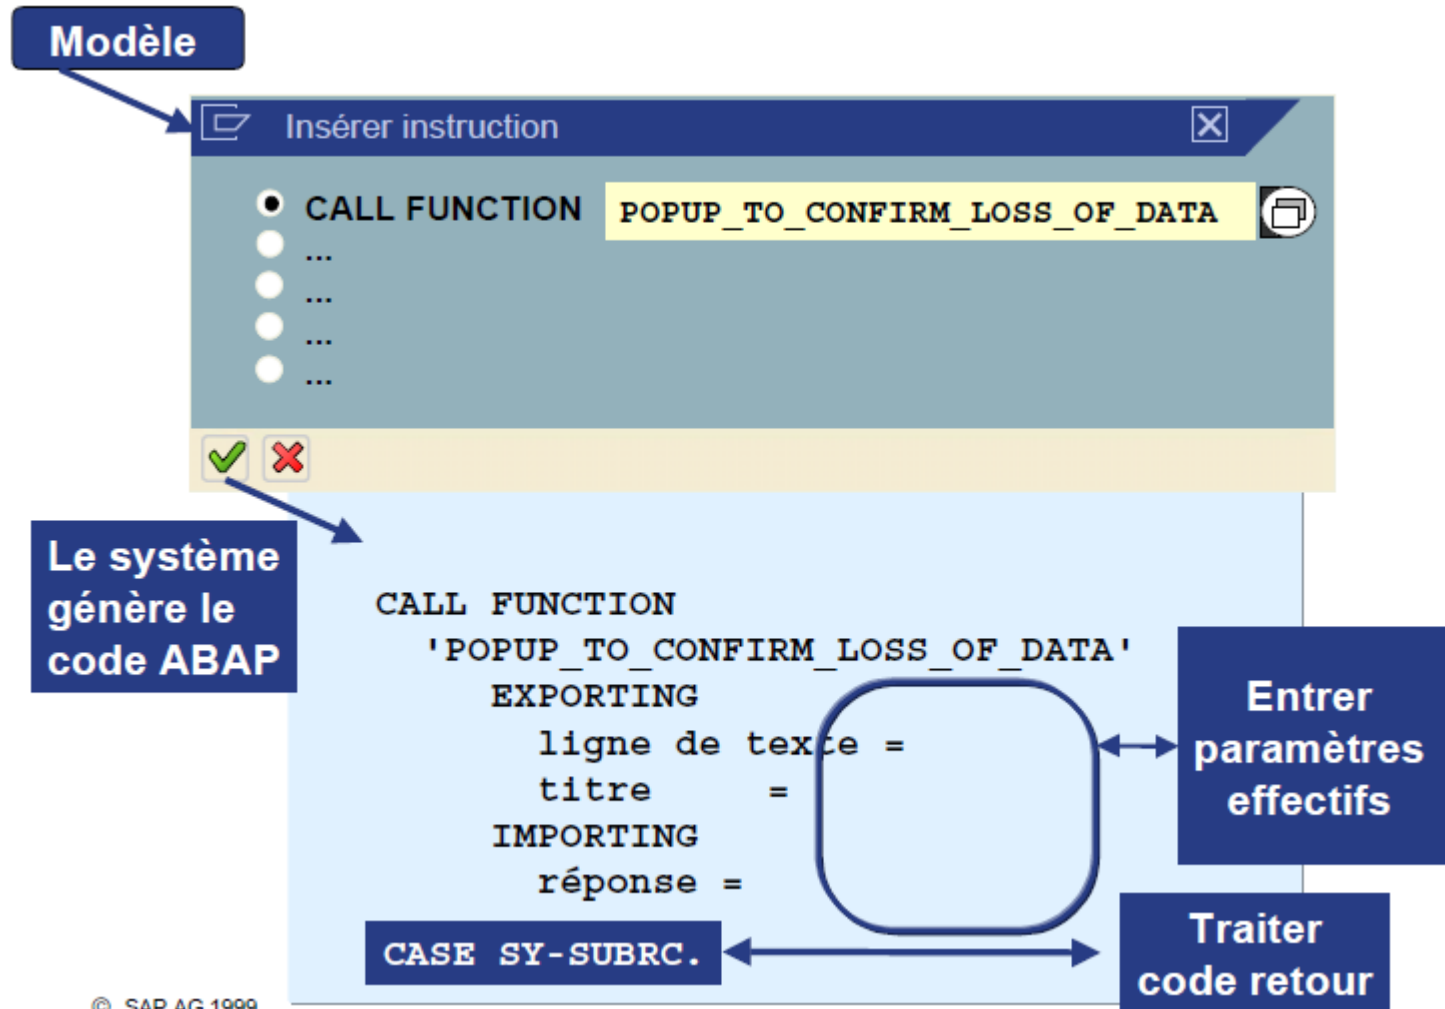 Modèle
Insérer instruction
CALL FUNCTION POPUP_TO_CONFIRM_LOSS_OF_DATA
...
...
...
...
Le système
génère le
code ABAP
CALL FUNCTION
'POPUP_TO_CONFIRM_LOSS_OF_DATA'
EXPORTING
ligne de texte =
titre =
IMPORTING
réponse =
CASE SY-SUBRC.
Entrer
paramètres
effectifs
Traiter
code retour
© SAP AG 1999